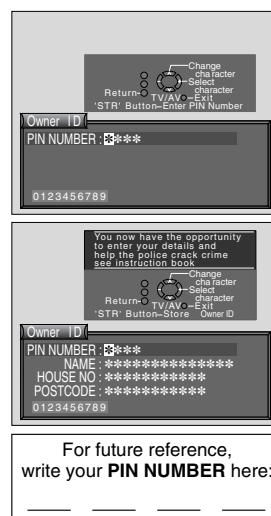 Change
character
Select
character
Return
TV/AV Exit
'STR' Button–Enter PIN Number
Owner ID
PIN NUMBER : ✱✱✱✱
0123456789
You now have the opportunity
to enter your details and
help the police crack crime
see instruction book
Change
character
Select
character
Return
TV/AV Exit
'STR' Button–Store Owner ID
Owner ID
PIN NUMBER : ✱✱✱✱
NAME : ✱✱✱✱✱✱✱✱✱✱✱✱✱✱
HOUSE NO : ✱✱✱✱✱✱✱✱✱✱✱
POSTCODE : ✱✱✱✱✱✱✱✱✱✱✱
0123456789
For future reference,
write your PIN NUMBER here: